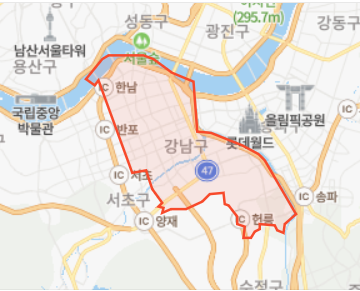 성동구
(295.7m)
강동구
광진구
남산서울타워
용산구
서울숲
IC 한남
국립중앙
박물관
올림픽공원
IC 반포
강남구
롯데월드
47
IC 서초
서초구
IC 송파
IC 양재
IC 헌릉
수정구